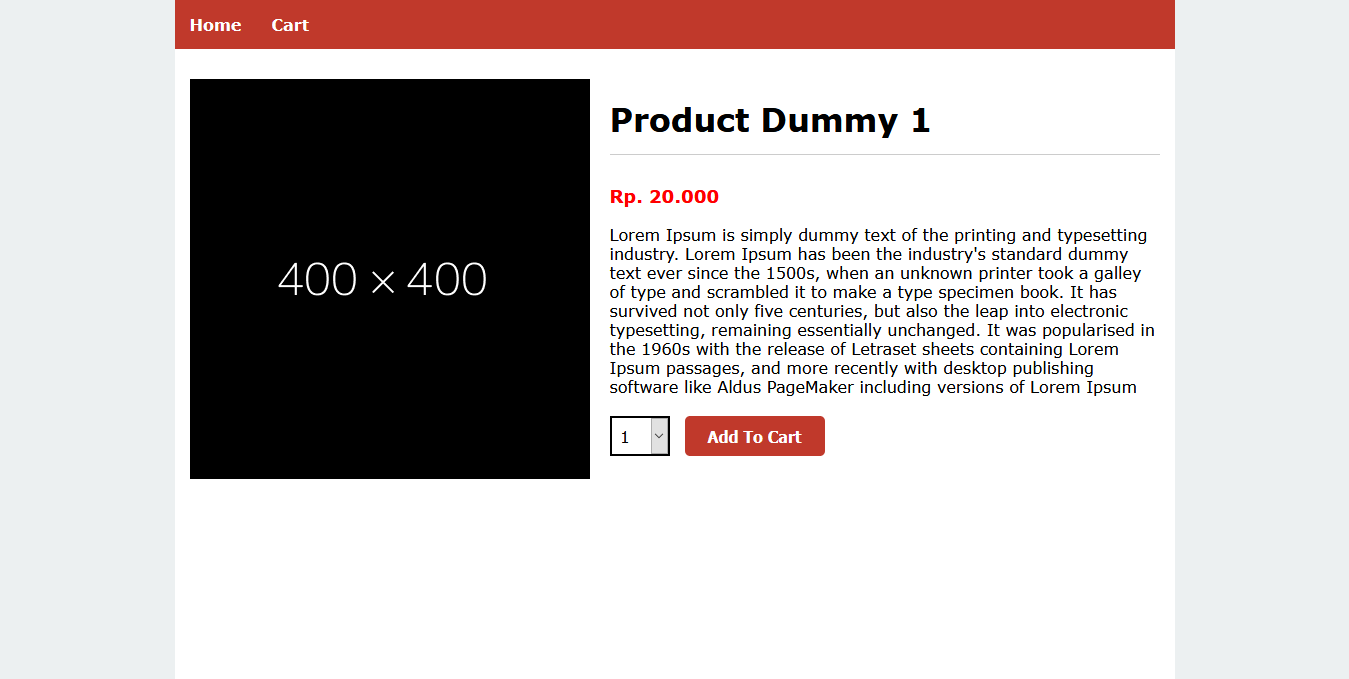 Home Cart
400 × 400
Product Dummy 1
Rp. 20.000
Lorem Ipsum is simply dummy text of the printing and typesetting
industry. Lorem Ipsum has been the industry's standard dummy
text ever since the 1500s, when an unknown printer took a galley
of type and scrambled it to make a type specimen book. It has
survived not only five centuries, but also the leap into electronic
typesetting, remaining essentially unchanged. It was popularised in
the 1960s with the release of Letraset sheets containing Lorem
Ipsum passages, and more recently with desktop publishing
software like Aldus PageMaker including versions of Lorem Ipsum
1 Add To Cart